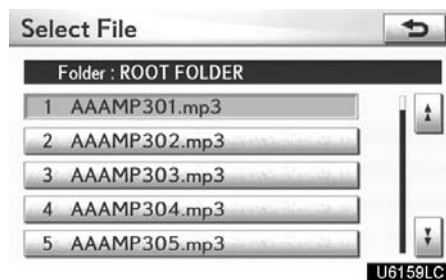 Select File
Folder : ROOT FOLDER
1 AAAMP301.mp3
2 AAAMP302.mp3
3 AAAMP303.mp3
4 AAAMP304.mp3
5 AAAMP305.mp3
U6159LC